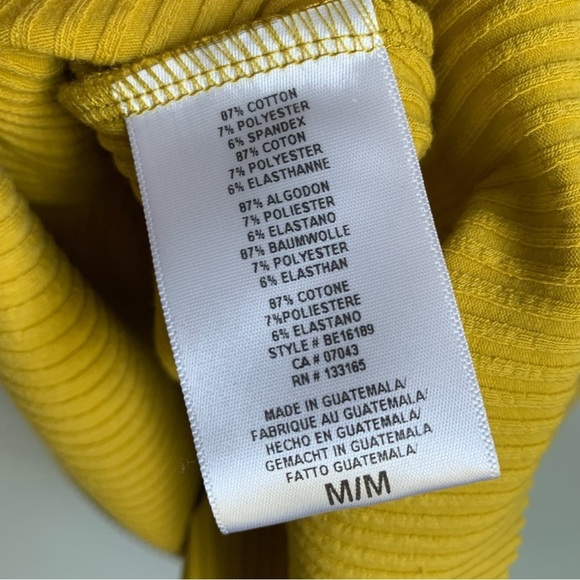 87% COTTON
7% POLYESTER
6% SPANDEX
87% COTON
7% POLYESTER
6% ELASTHANNE
87% ALGODON
7% POLIESTER
6% ELASTANO
87% BAUMWOLLE
7% POLYESTER
6% ELASTHAN
87% COTONE
7%POLIESTERE
6% ELASTANO
STYLE # BE16189
CA # 07043
RN # 133165
MADE IN GUATEMALA/
FABRIQUE AU GUATEMALA/
HECHO EN GUATEMALA/
GEMACHT IN GUATEMALA
FATTO GUATEMALA/
M/M